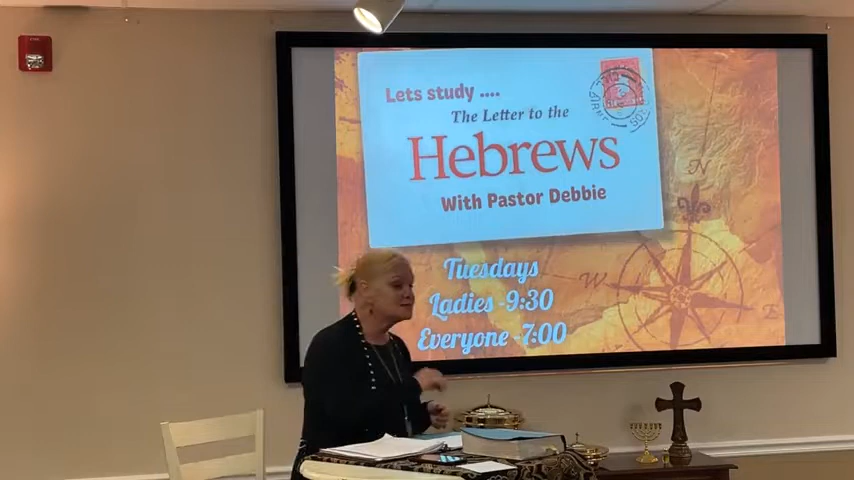 Lets study ....
The Letter to the
Hebrews
With Pastor Debbie
Tuesdays
Ladies -9:30
Everyone -7:00
N
W
E